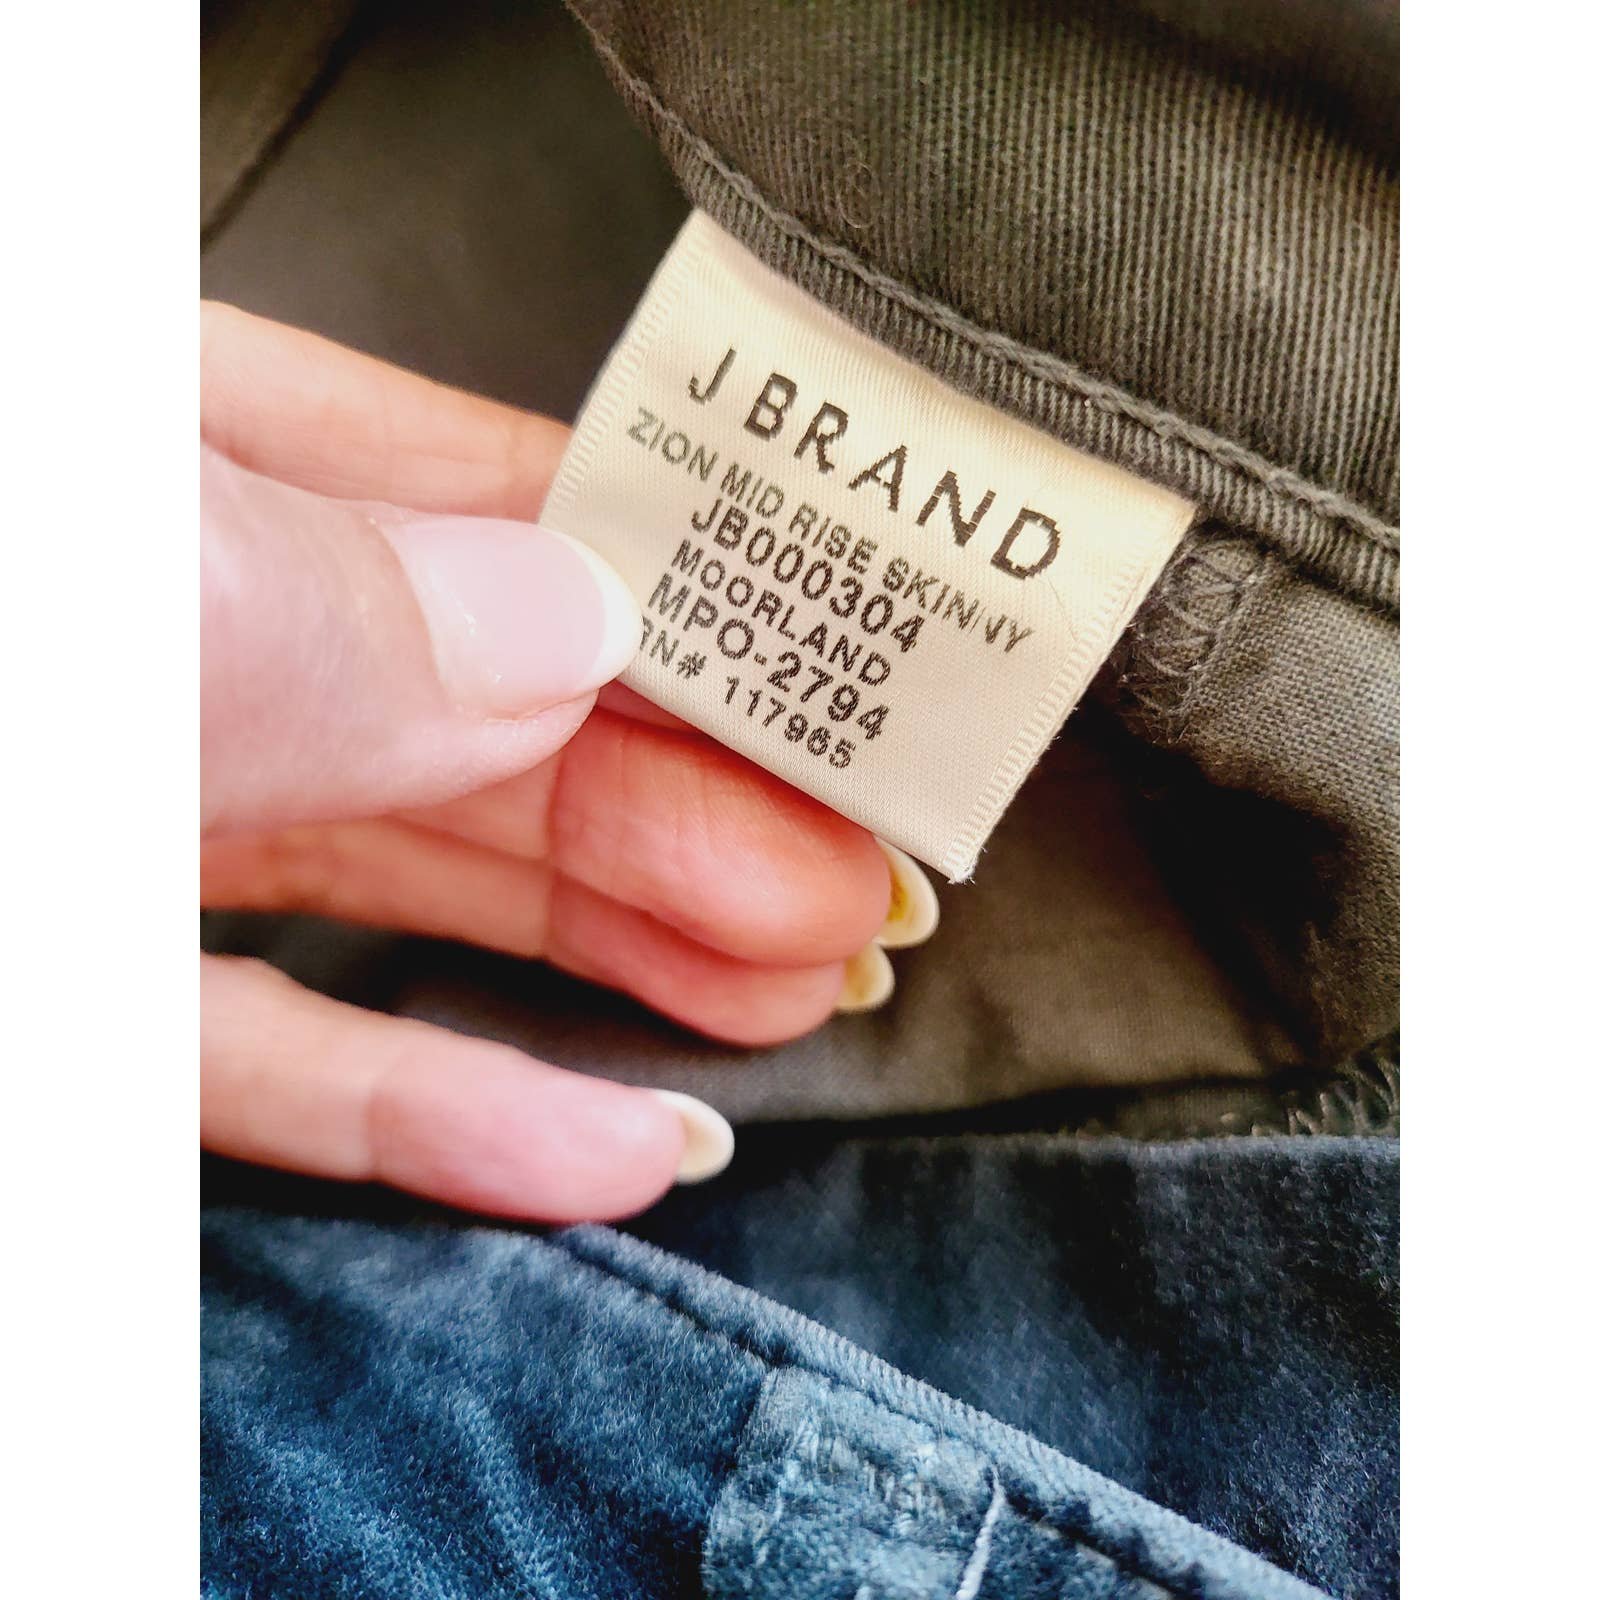 J BRAND
ZION MID RISE SKINNY
JB000304
MOORLAND
MPO-2794
RN# 117965